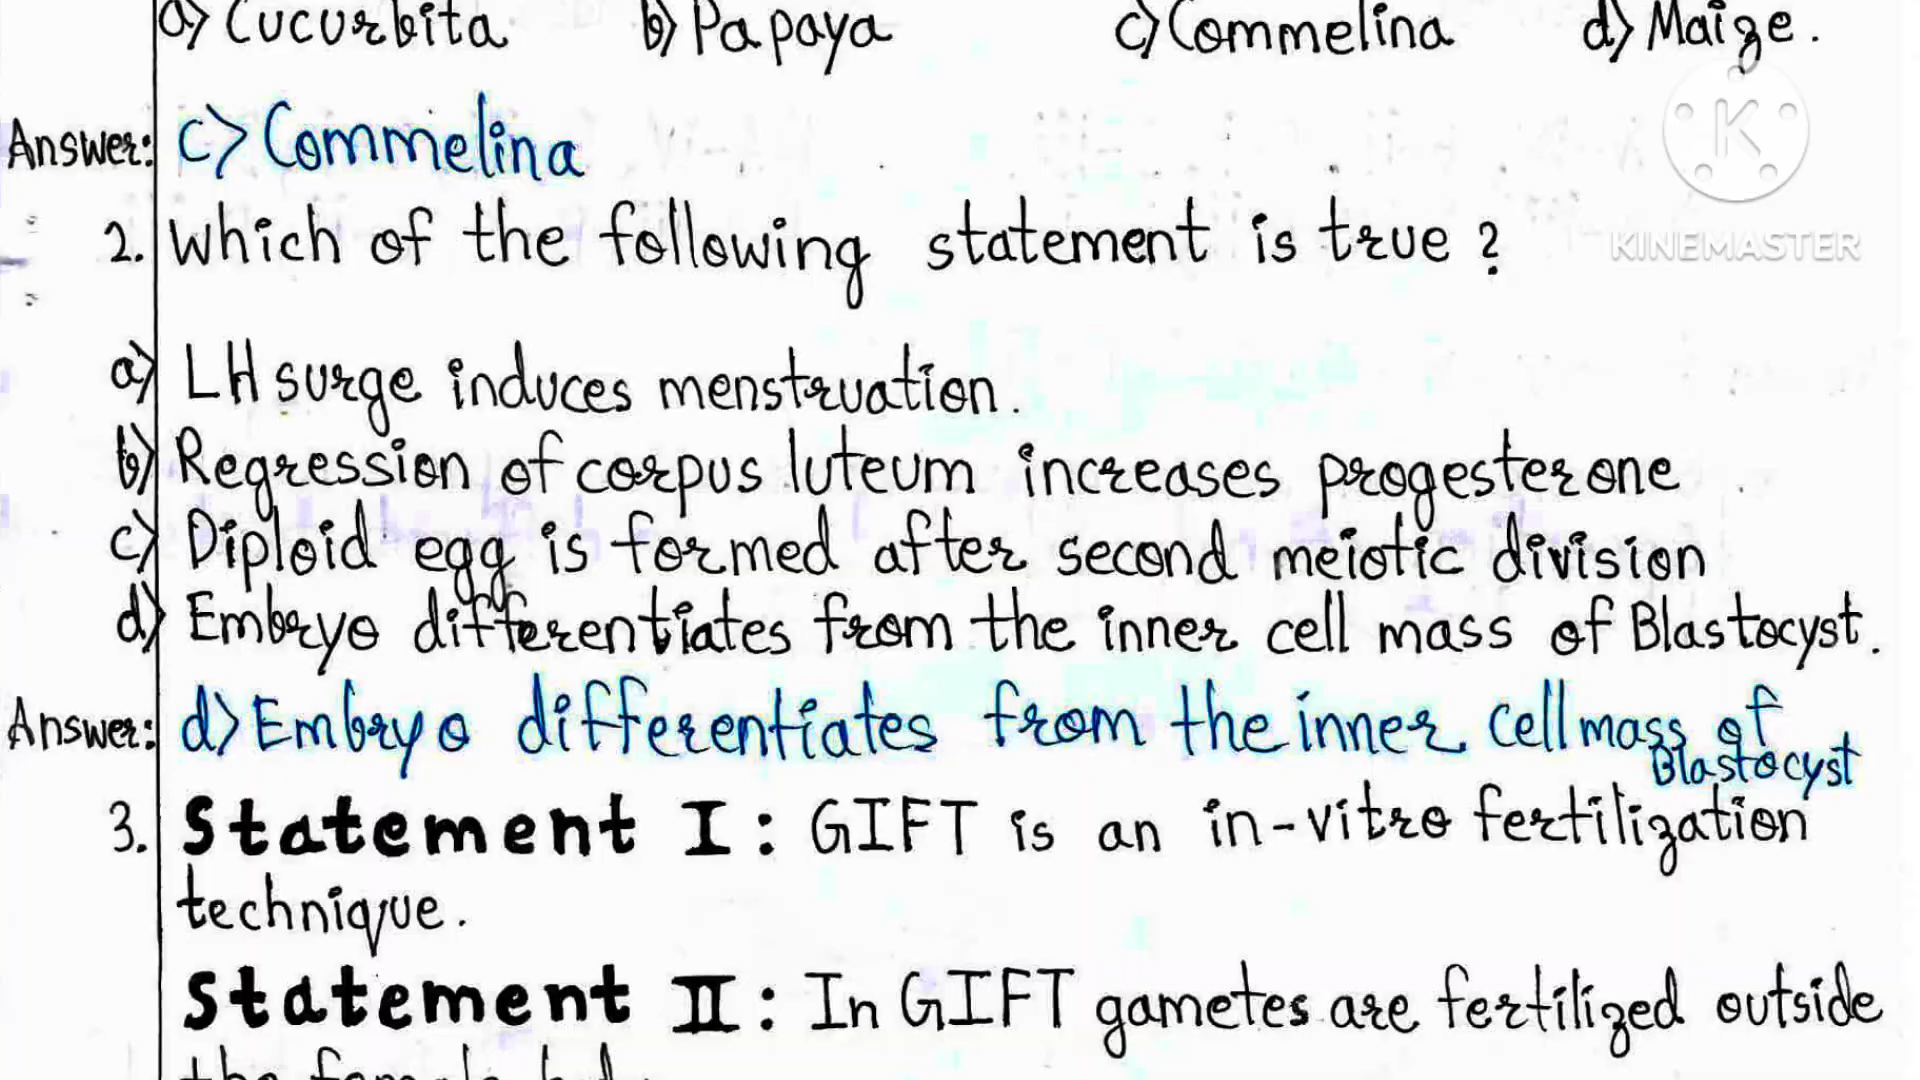 a) Cucurbita b) Papaya c) Commelina d) Maize.
Answer: c) Commelina
2. Which of the following statement is true ?
a) LH surge induces menstruation.
b) Regression of corpus luteum increases progesterone
c) Diploid egg is formed after second meiotic division
d) Embryo differentiates from the inner cell mass of Blastocyst.
Answer: d) Embryo differentiates from the inner cell mass of
Blastocyst
3. Statement I : GIFT is an in-vitro fertilization
technique.
Statement II : In GIFT gametes are fertilized outside
the female
K
KINEMASTER